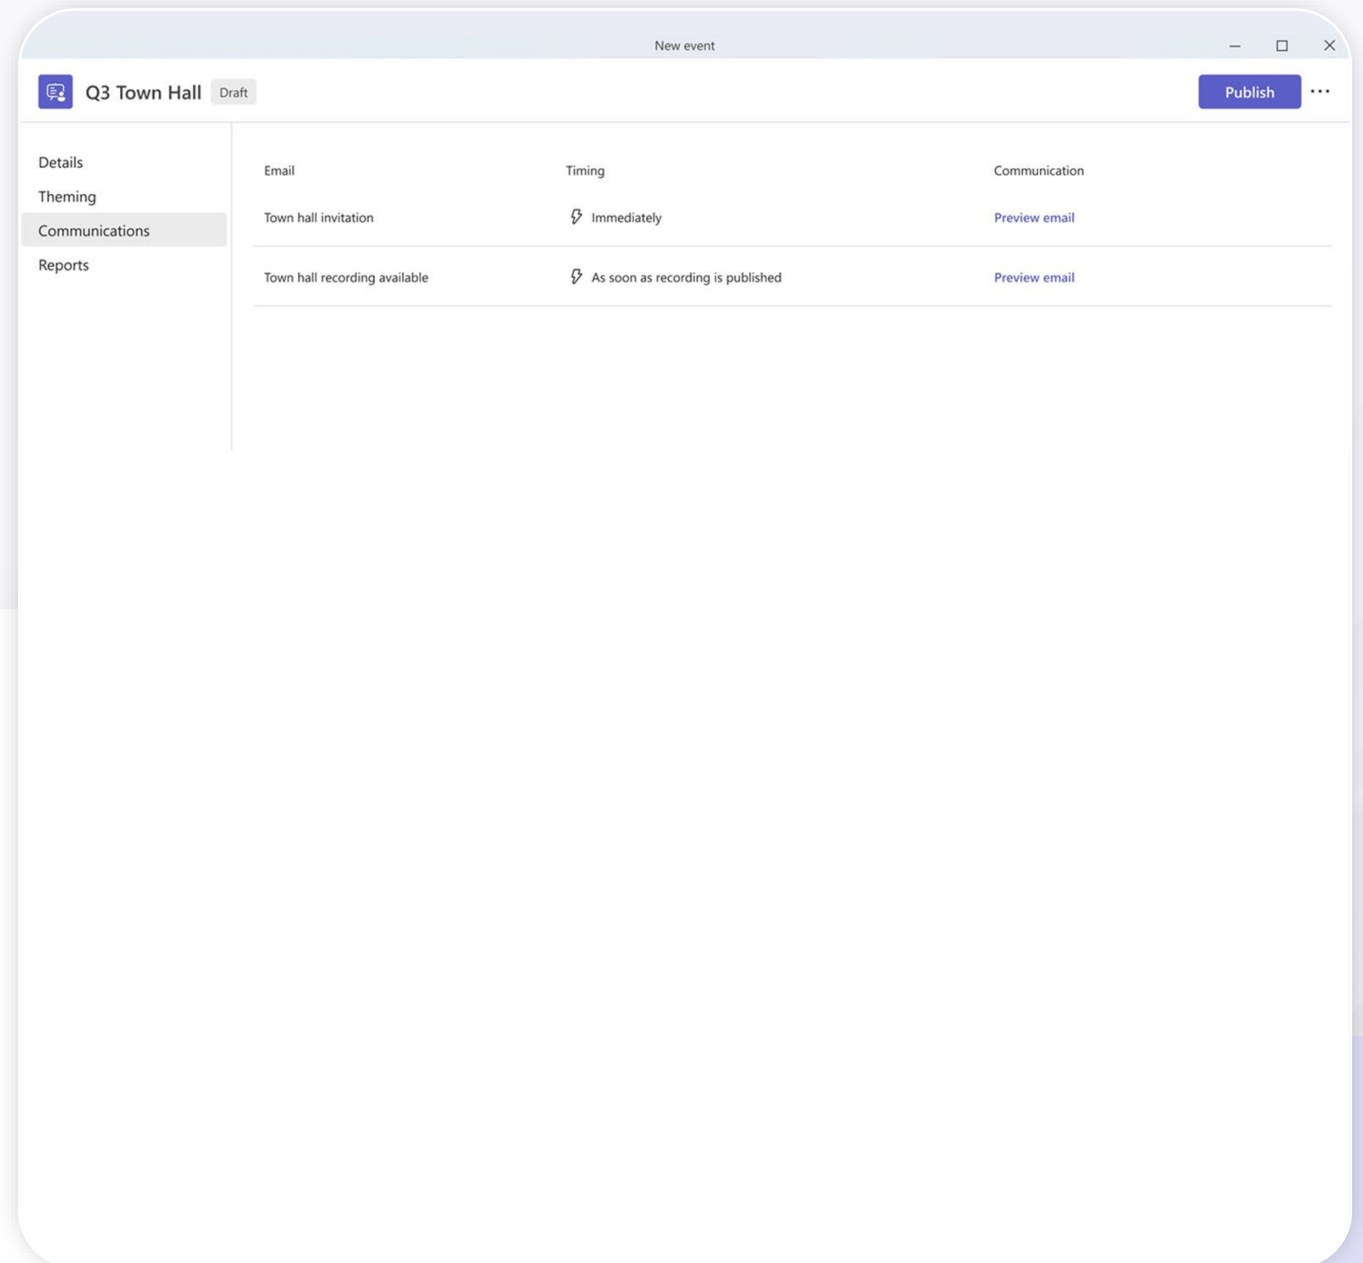 New event
Q3 Town Hall Draft Publish
Details
Theming
Communications
Reports
Email Timing Communication
Town hall invitation Immediately Preview email
Town hall recording available As soon as recording is published Preview email